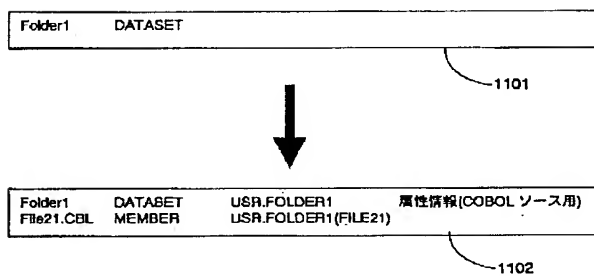 Folder1 DATASET
1101
Folder1 DATASET USR.FOLDER1 属性情報(COBOL ソース用)
File21.CBL MEMBER USR.FOLDER1(FILE21)
1102